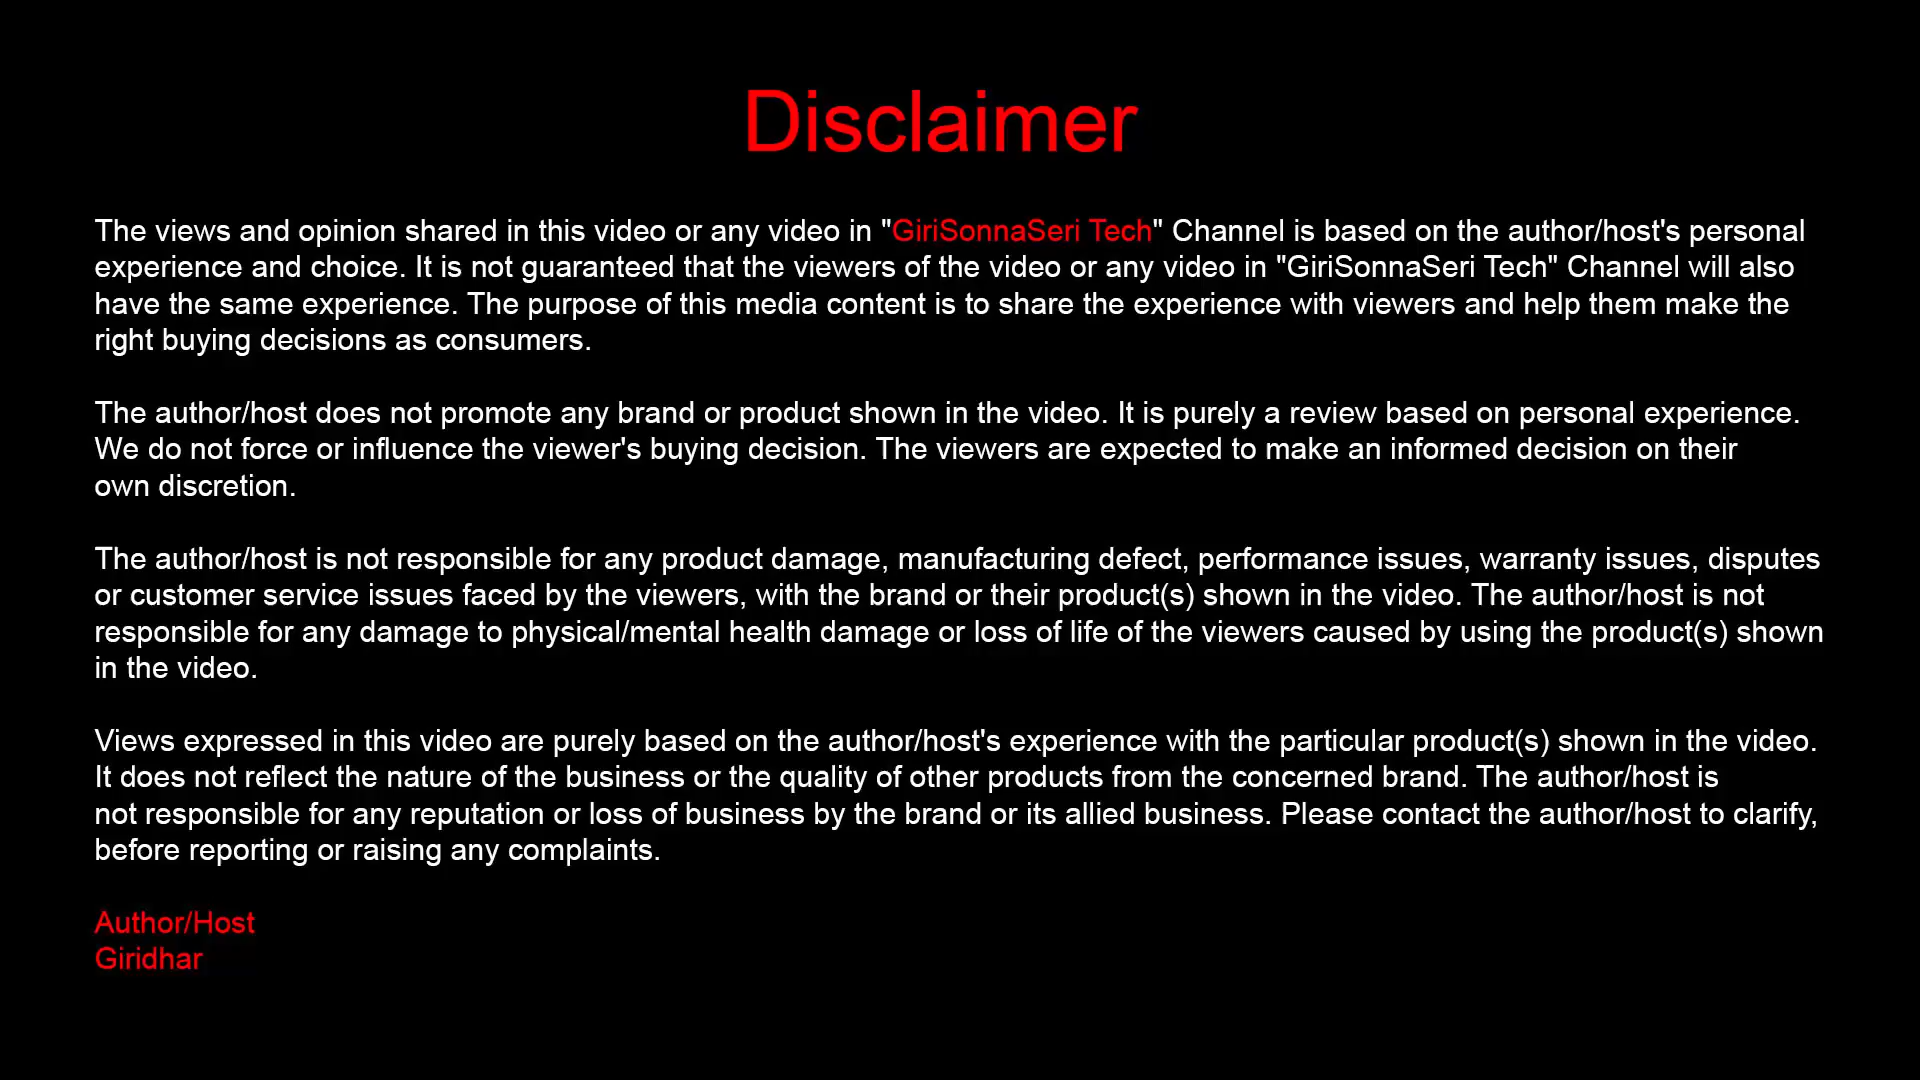 Disclaimer
The views and opinion shared in this video or any video in "GiriSonnaSeri Tech" Channel is based on the author/host's personal
experience and choice. It is not guaranteed that the viewers of the video or any video in "GiriSonnaSeri Tech" Channel will also
have the same experience. The purpose of this media content is to share the experience with viewers and help them make the
right buying decisions as consumers.
The author/host does not promote any brand or product shown in the video. It is purely a review based on personal experience.
We do not force or influence the viewer's buying decision. The viewers are expected to make an informed decision on their
own discretion.
The author/host is not responsible for any product damage, manufacturing defect, performance issues, warranty issues, disputes
or customer service issues faced by the viewers, with the brand or their product(s) shown in the video. The author/host is not
responsible for any damage to physical/mental health damage or loss of life of the viewers caused by using the product(s) shown
in the video.
Views expressed in this video are purely based on the author/host's experience with the particular product(s) shown in the video.
It does not reflect the nature of the business or the quality of other products from the concerned brand. The author/host is
not responsible for any reputation or loss of business by the brand or its allied business. Please contact the author/host to clarify,
before reporting or raising any complaints.
Author/Host
Giridhar